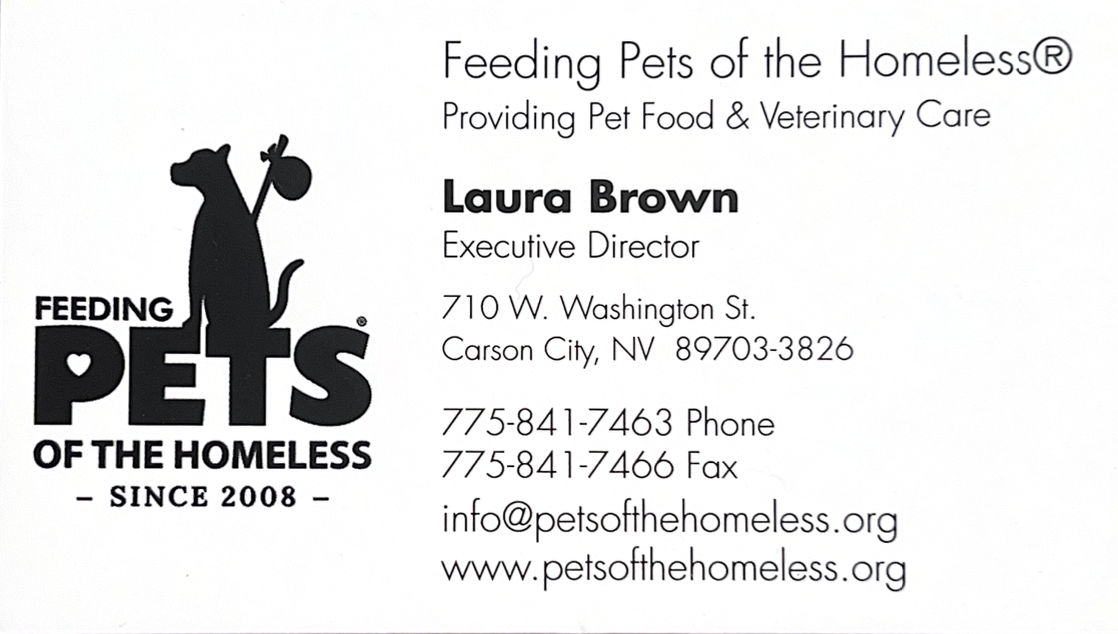 FEEDING
PETS®
OF THE HOMELESS
– SINCE 2008 –
Feeding Pets of the Homeless®
Providing Pet Food & Veterinary Care
Laura Brown
Executive Director
710 W. Washington St.
Carson City, NV 89703-3826
775-841-7463 Phone
775-841-7466 Fax
info@petsofthehomeless.org
www.petsofthehomeless.org